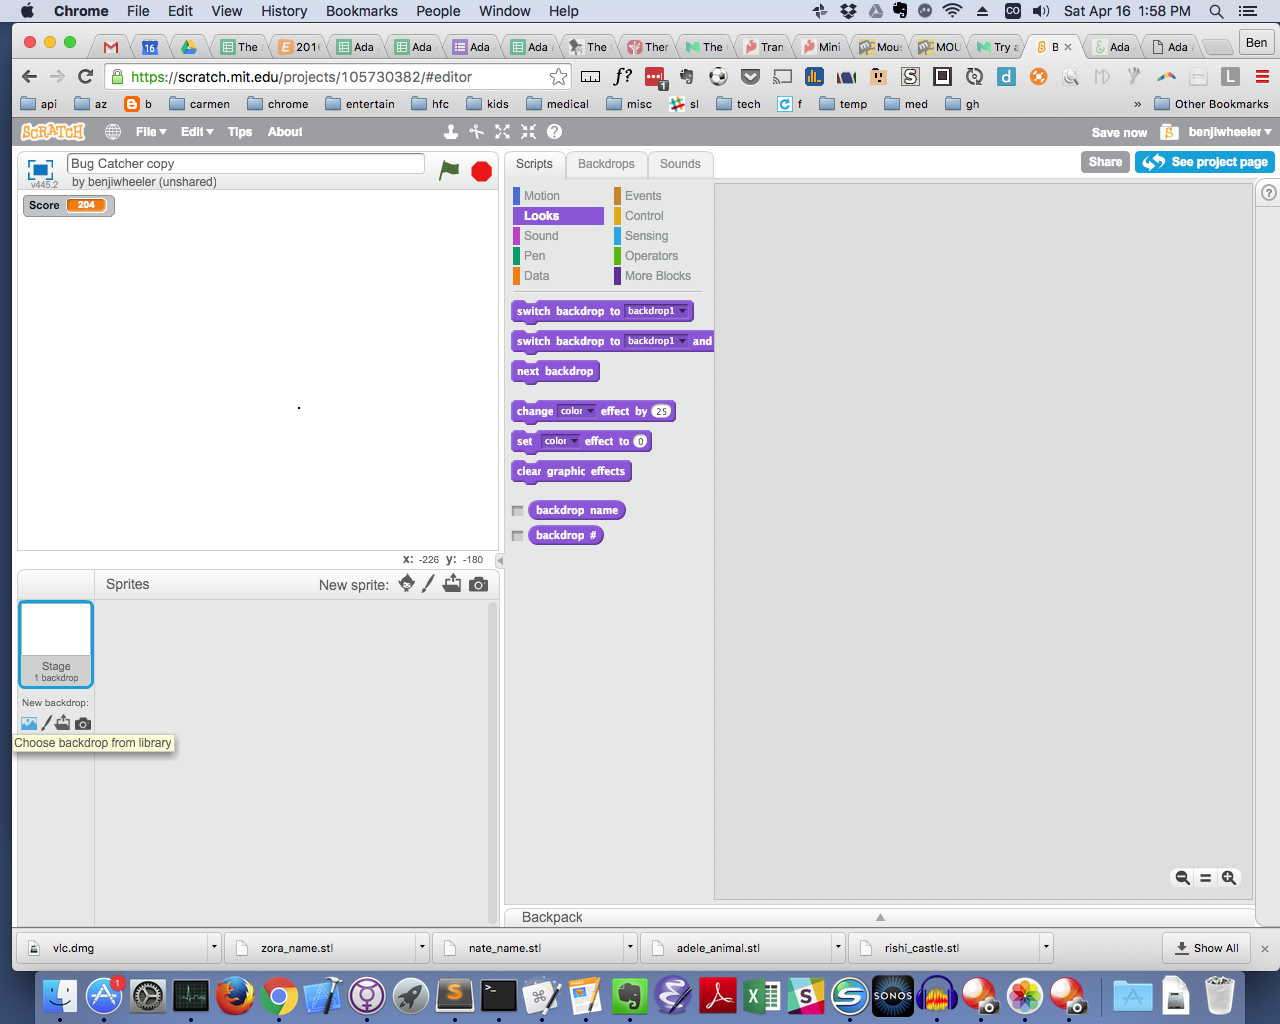 Chrome File Edit View History Bookmarks People Window Help CO Sat Apr 16 1:58 PM
16 The E 201 Ada Ada Ada Ada The Ther The Tran Mini Mous MOU Try a B Ada Ada Ben
https://scratch.mit.edu/projects/105730382/#editor f? 1 S d L
api az b carmen chrome entertain hfc kids medical misc sl tech f temp med gh » Other Bookmarks
SCRATCH File Edit Tips About Save now benjiwheeler
v445.2
Bug Catcher copy
by benjiwheeler (unshared)
Scripts Backdrops Sounds Share See project page
Score 204
Motion Events
Looks Control
Sound Sensing
Pen Operators
Data More Blocks
switch backdrop to backdrop1
switch backdrop to backdrop1 and
next backdrop
change color effect by 25
set color effect to 0
clear graphic effects
backdrop name
backdrop #
x: -226 y: -180
Sprites New sprite:
Stage
1 backdrop
New backdrop:
Choose backdrop from library
Backpack
vlc.dmg zora_name.stl nate_name.stl adele_animal.stl rishi_castle.stl Show All
1 S >_ S SONOS